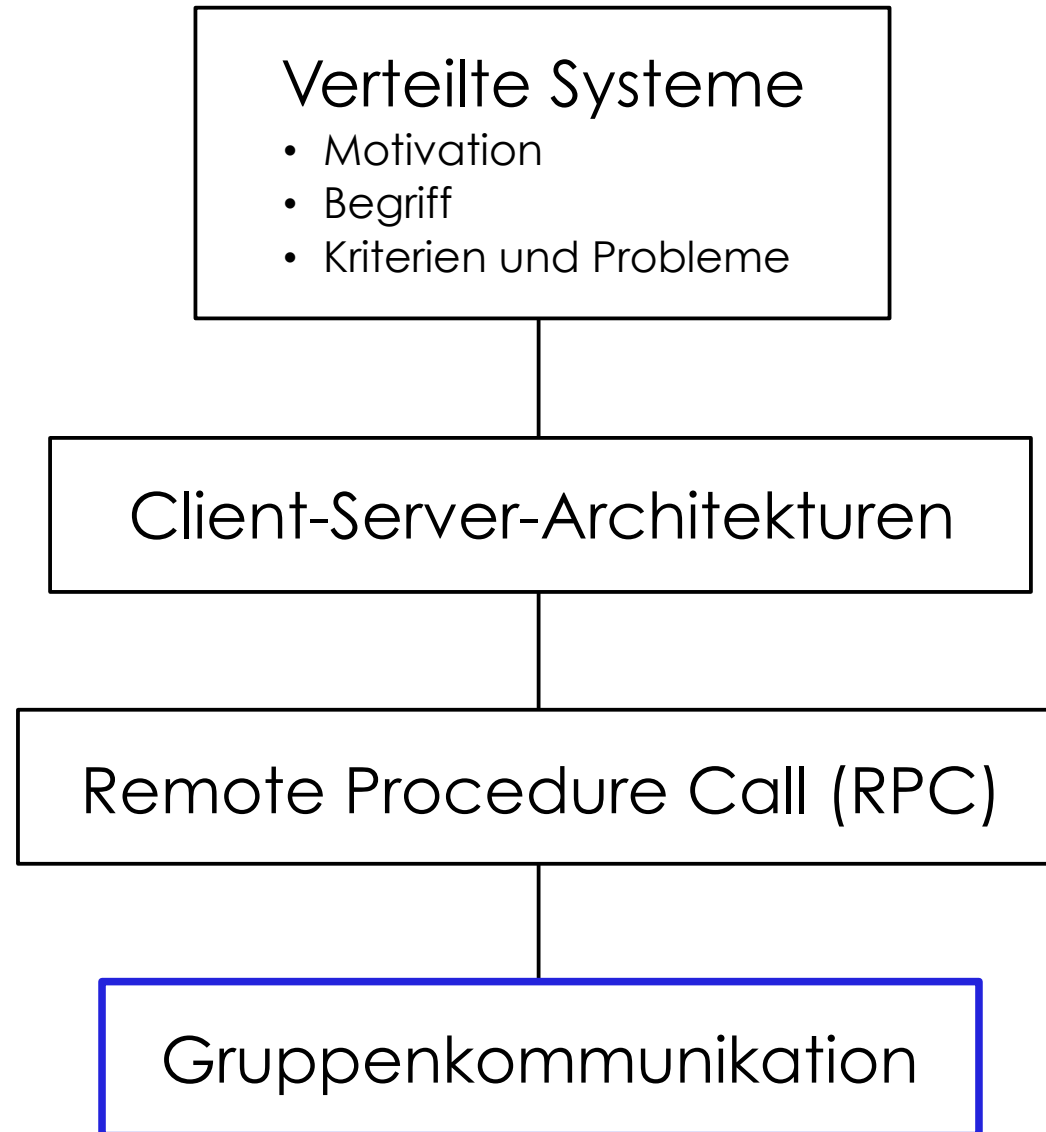 Verteilte Systeme
• Motivation
• Begriff
• Kriterien und Probleme
Client-Server-Architekturen
Remote Procedure Call (RPC)
Gruppenkommunikation